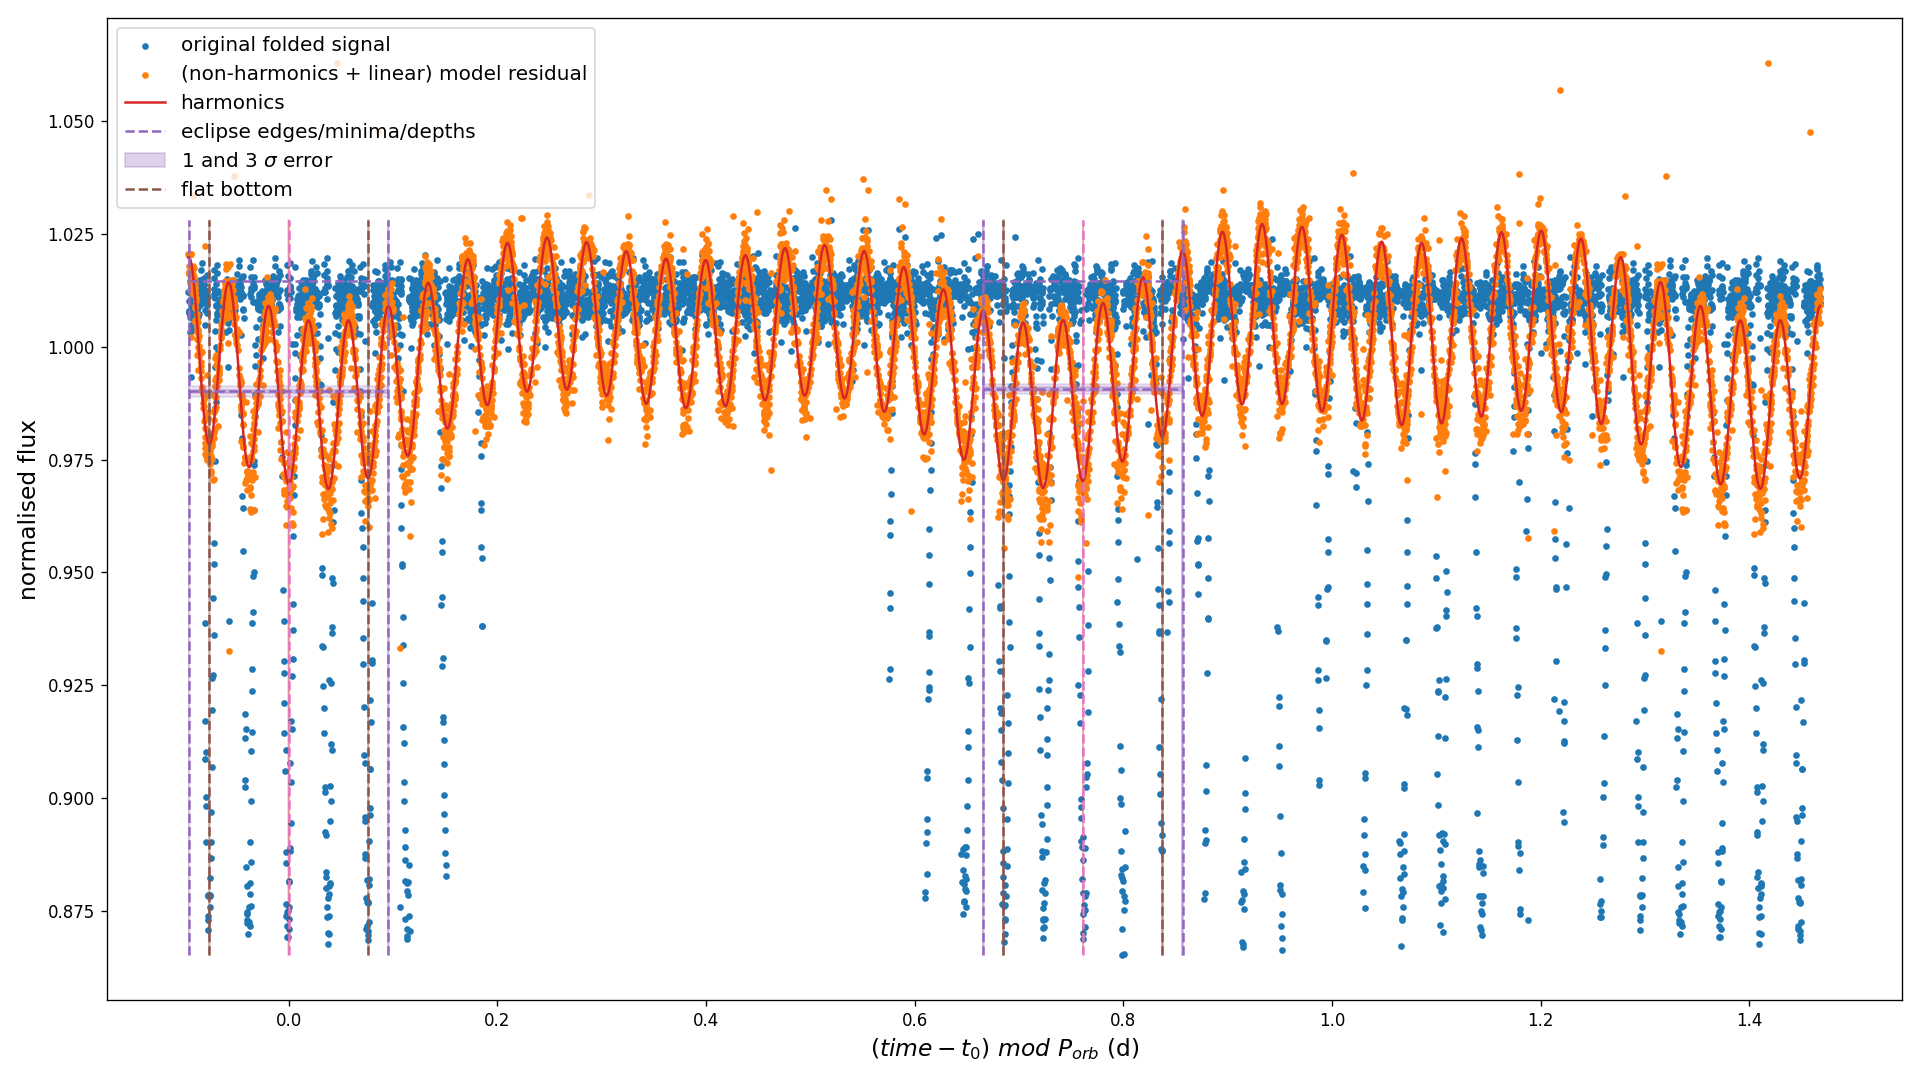 original folded signal
(non-harmonics + linear) model residual
harmonics
eclipse edges/minima/depths
1 and 3 σ error
flat bottom
normalised flux
1.050
1.025
1.000
0.975
0.950
0.925
0.900
0.875
0.0 0.2 0.4 0.6 0.8 1.0 1.2 1.4
(time − t₀) mod Pₒᵣb (d)